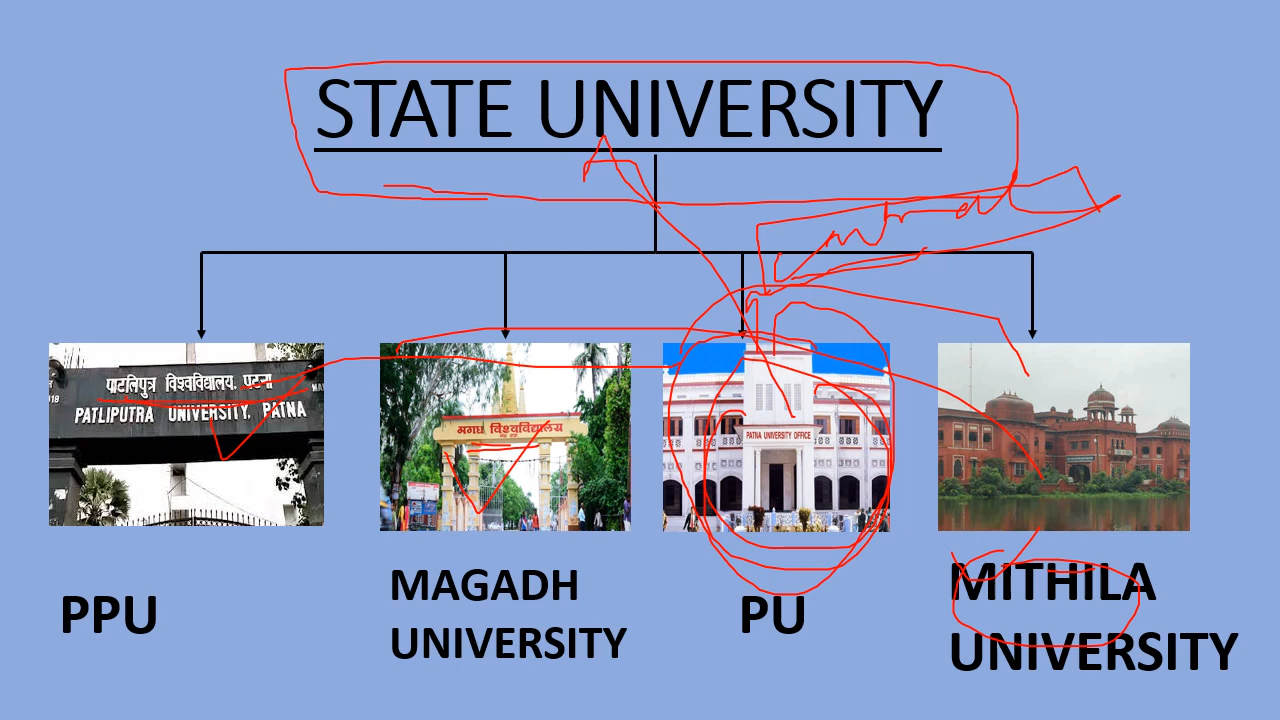 STATE UNIVERSITY
Central
पाटलिपुत्र विश्वविद्यालय, पटना
PATLIPUTRA UNIVERSITY, PATNA
मगध विश्वविद्यालय
PATNA UNIVERSITY OFFICE
PPU
MAGADH
UNIVERSITY
PU
MITHILA
UNIVERSITY